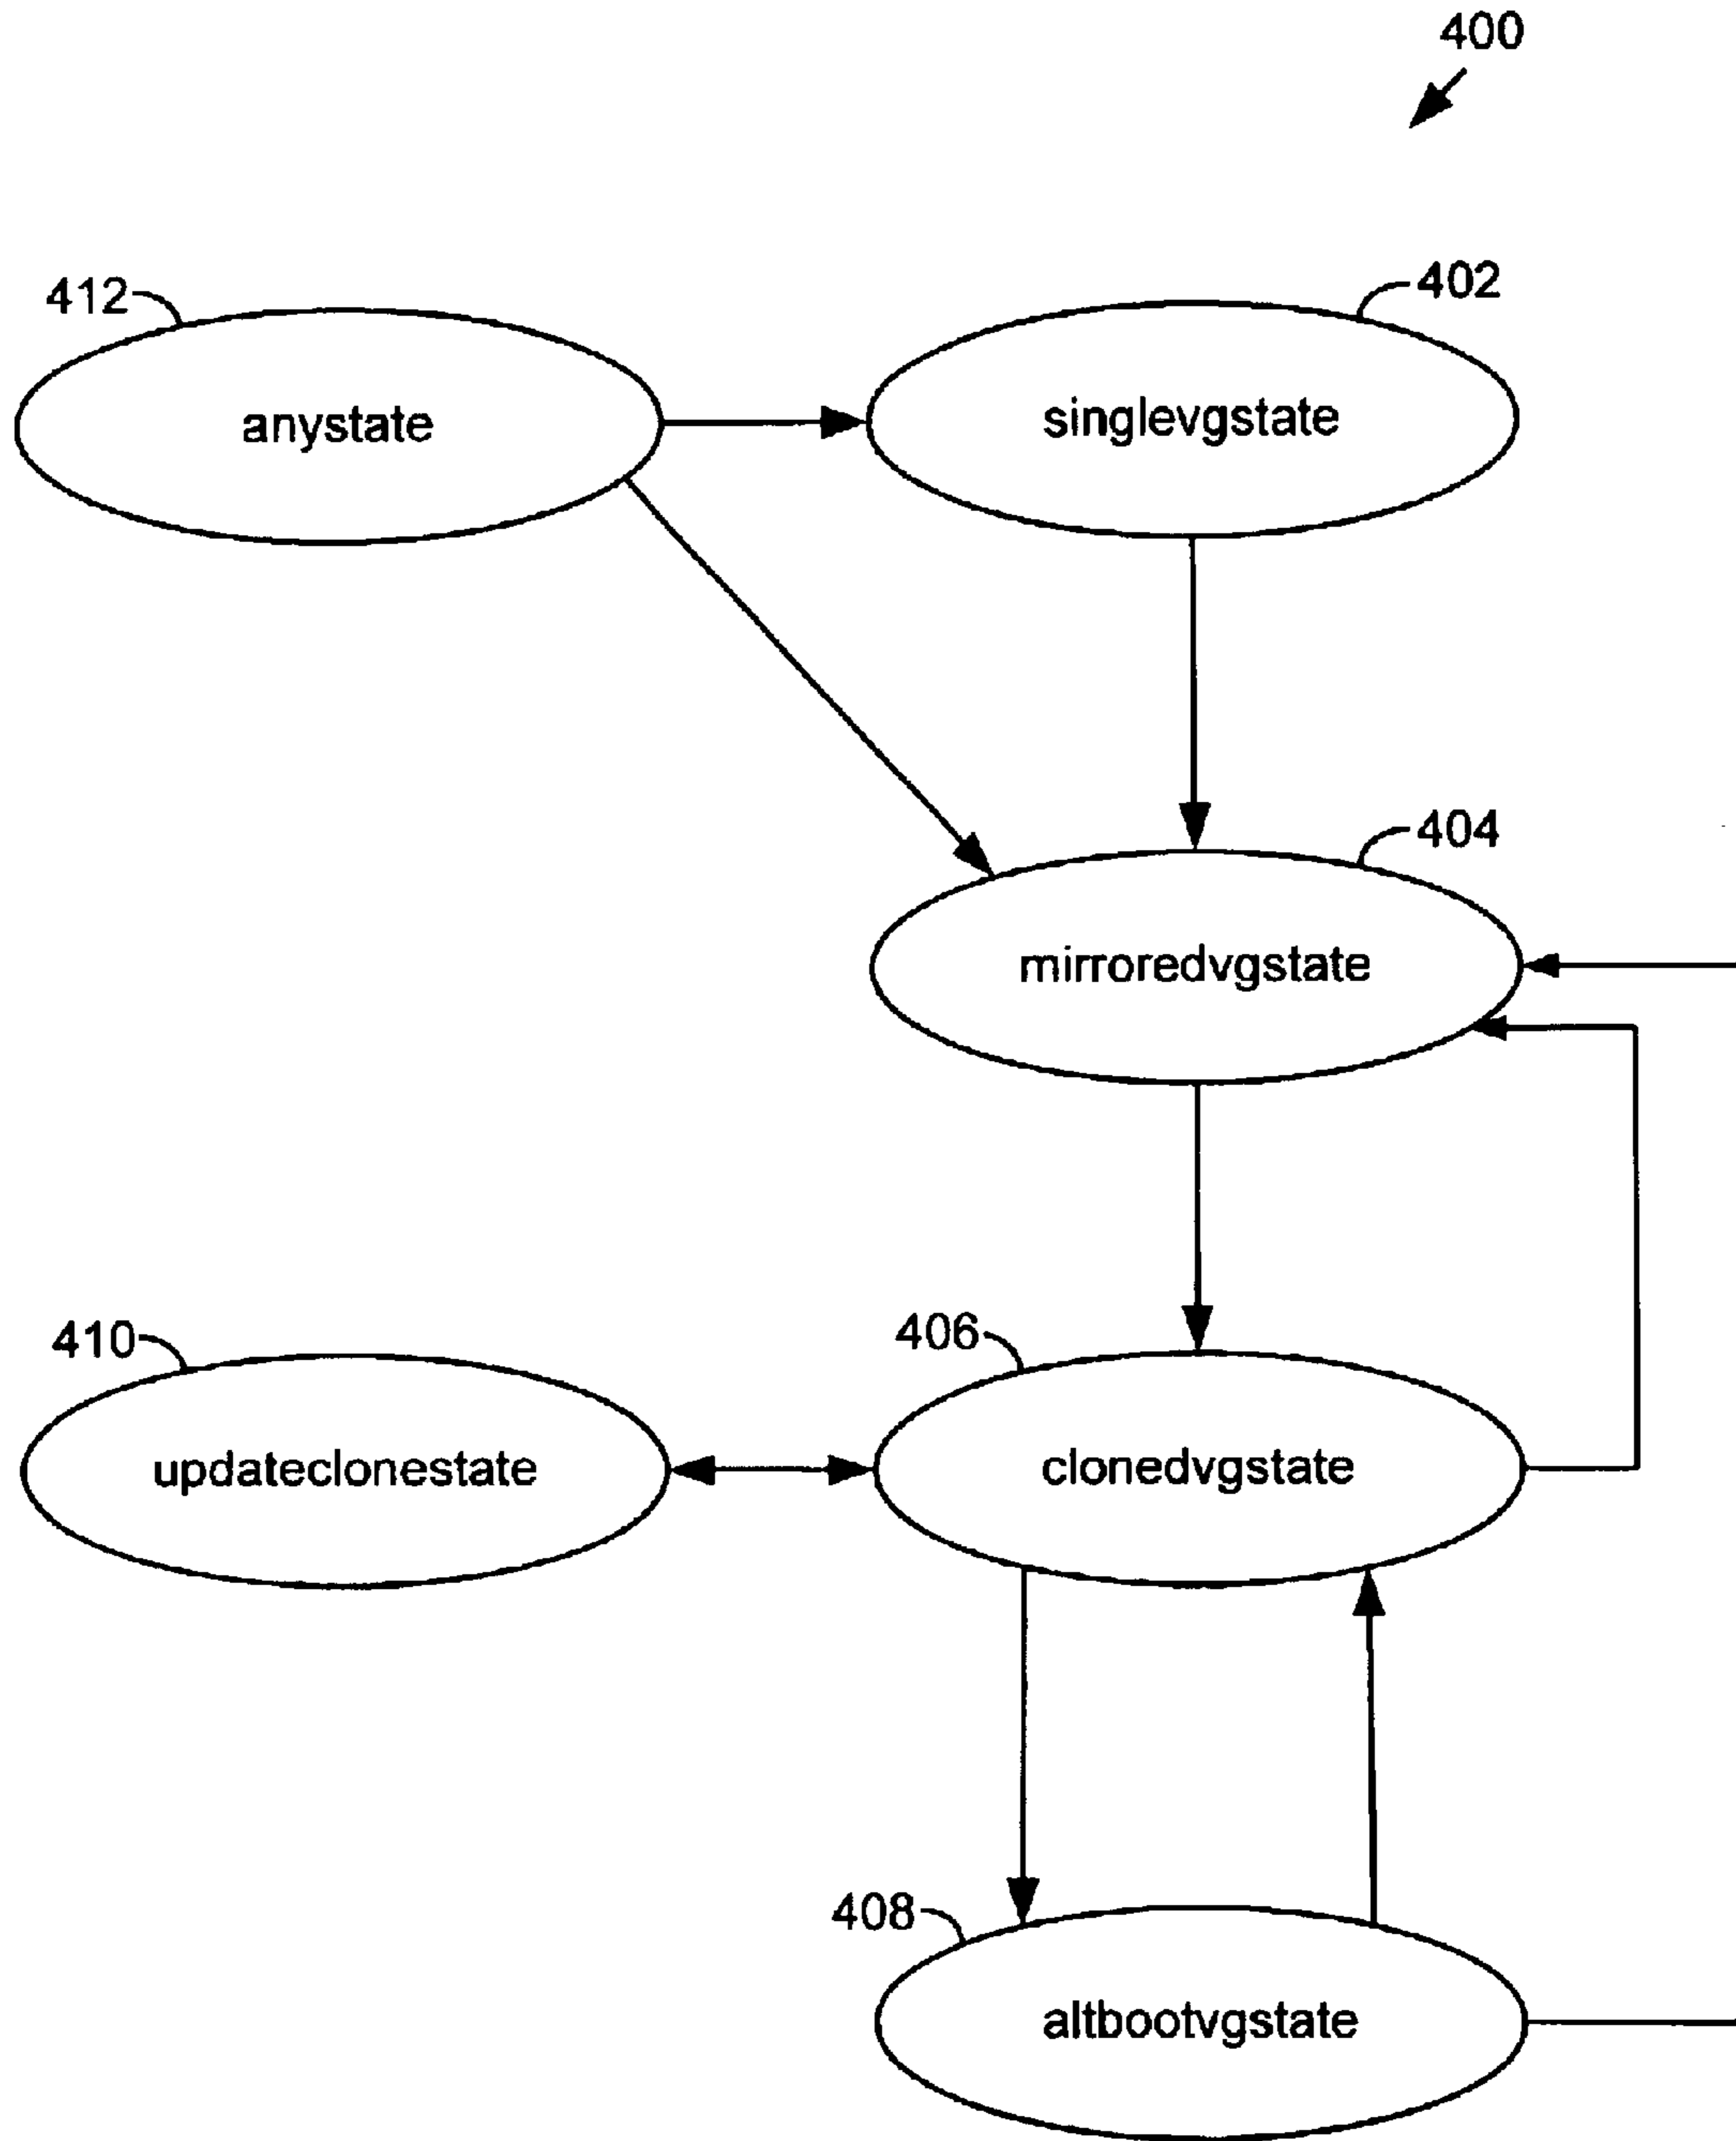 400
412
402
anystate
singlevgstate
404
mirroredvgstate
410
406
updateclonestate
clonedvgstate
408
altbootvgstate